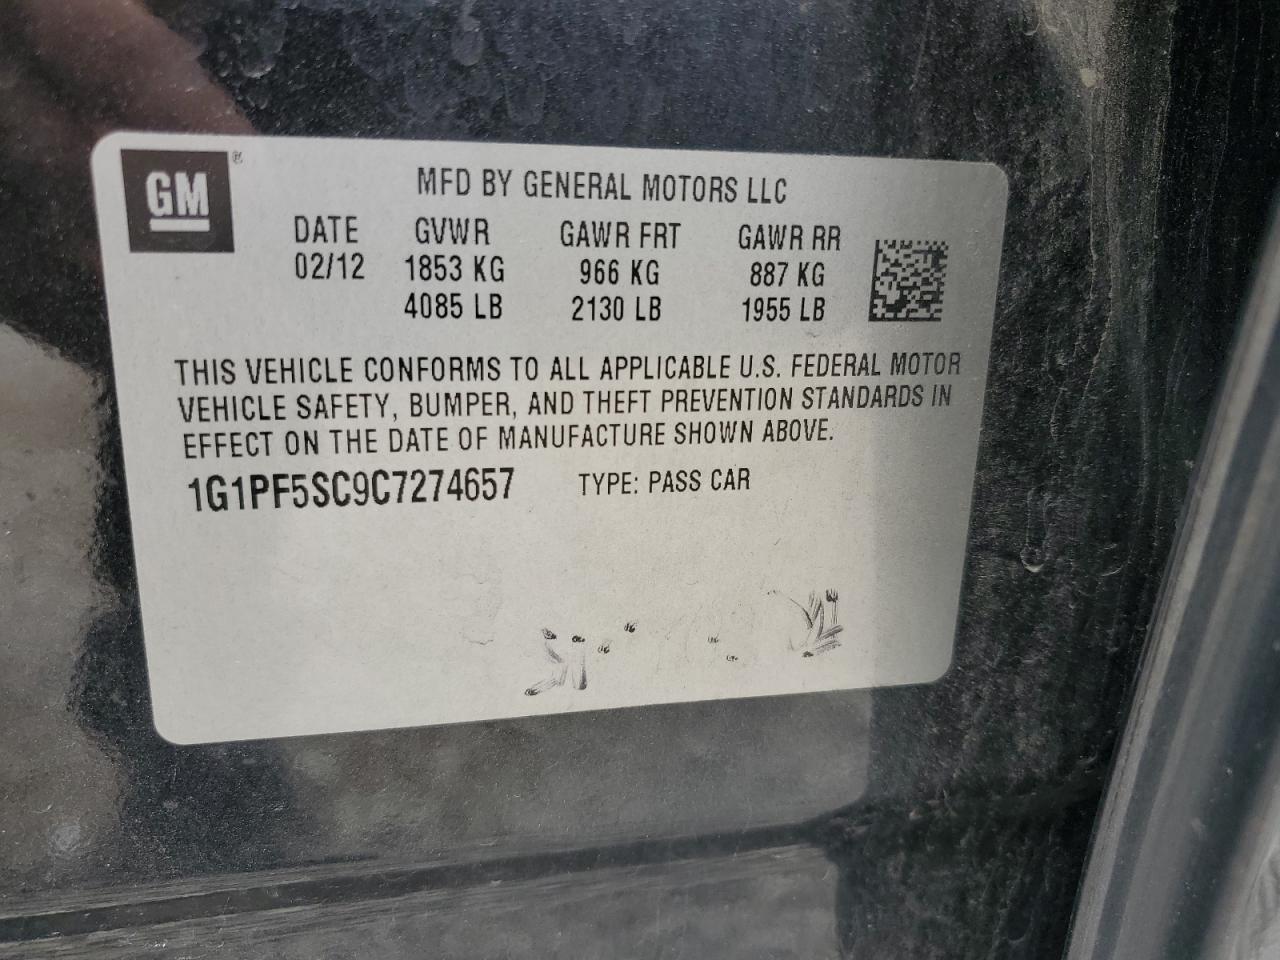 GM®
MFD BY GENERAL MOTORS LLC
DATE GVWR GAWR FRT GAWR RR
02/12 1853 KG 966 KG 887 KG
4085 LB 2130 LB 1955 LB
THIS VEHICLE CONFORMS TO ALL APPLICABLE U.S. FEDERAL MOTOR
VEHICLE SAFETY, BUMPER, AND THEFT PREVENTION STANDARDS IN
EFFECT ON THE DATE OF MANUFACTURE SHOWN ABOVE.
1G1PF5SC9C7274657 TYPE: PASS CAR